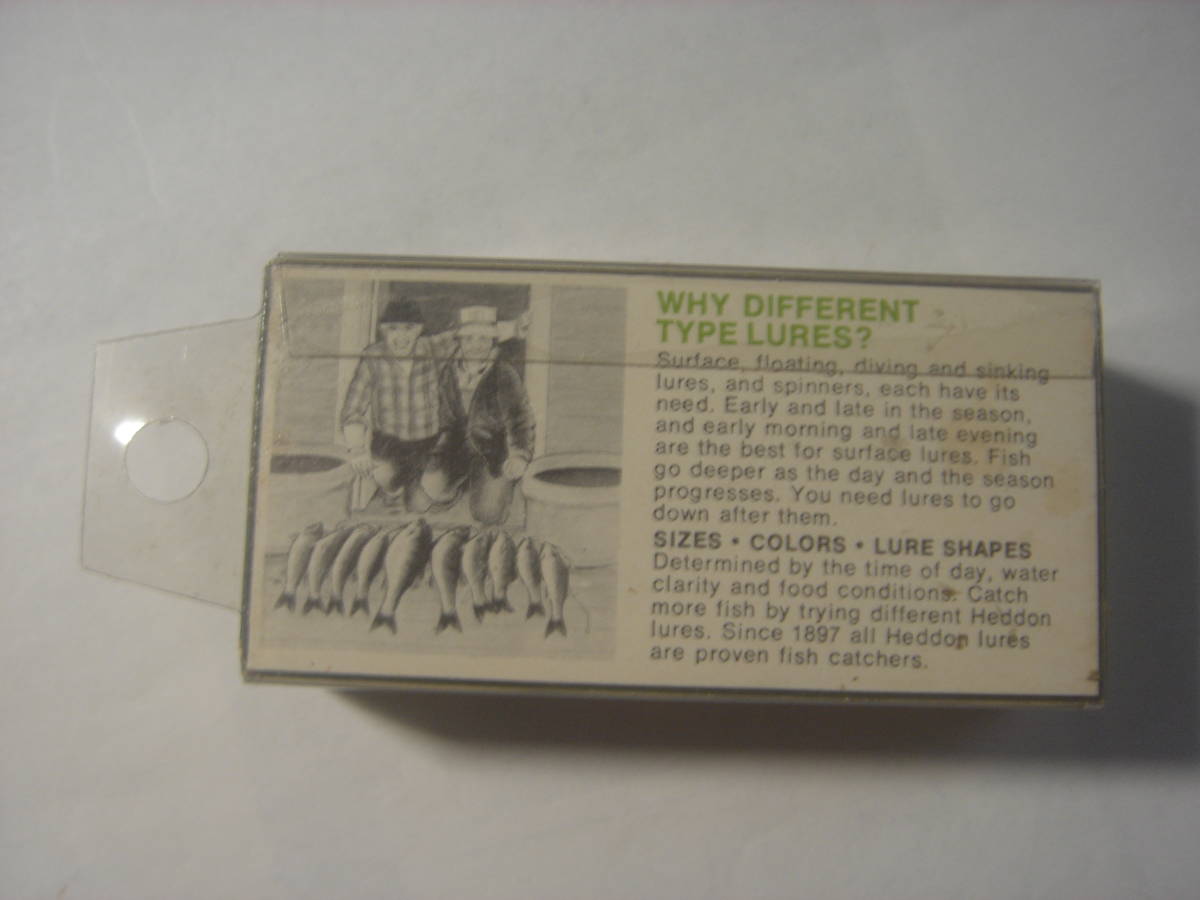 WHY DIFFERENT
TYPE LURES?
Surface, floating, diving and sinking
lures, and spinners, each have its
need. Early and late in the season,
and early morning and late evening
are the best for surface lures. Fish
go deeper as the day and the season
progresses. You need lures to go
down after them.
SIZES • COLORS • LURE SHAPES
Determined by the time of day, water
clarity and food conditions. Catch
more fish by trying different Heddon
lures. Since 1897 all Heddon lures
are proven fish catchers.